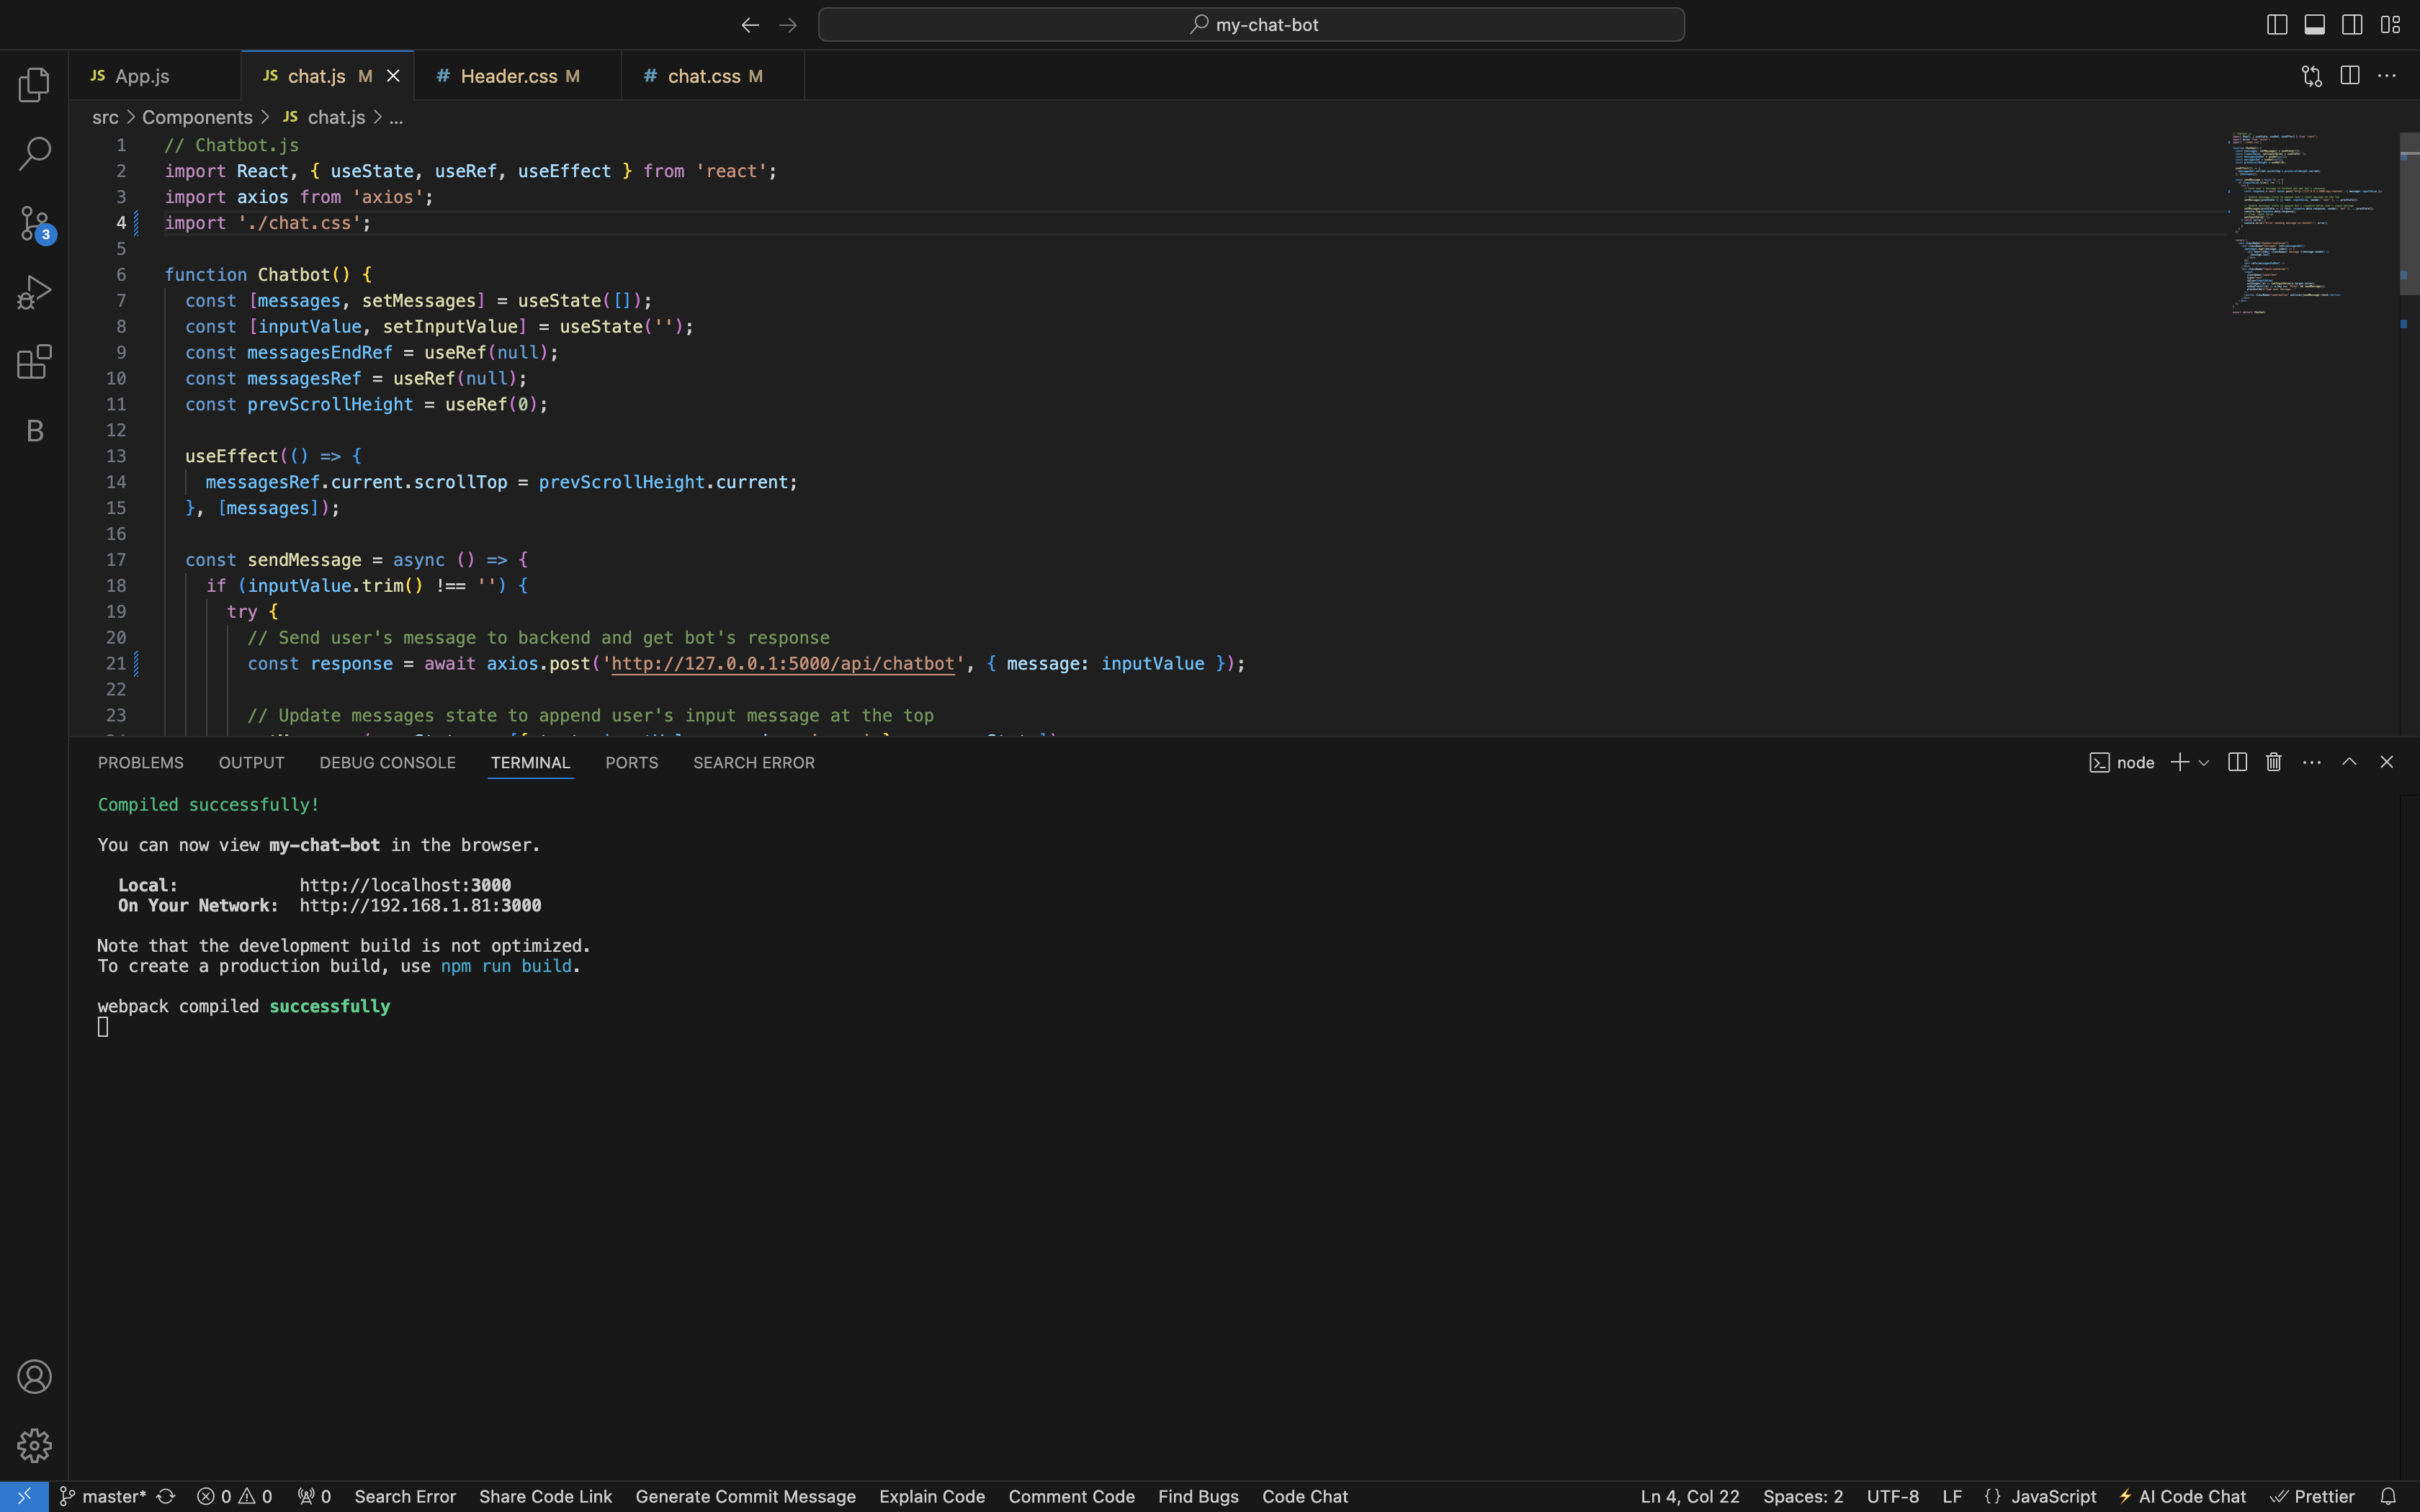 my-chat-bot
JS App.js
JS chat.js M
# Header.css M
# chat.css M
src > Components > JS chat.js > ...
1 // Chatbot.js
2 import React, { useState, useRef, useEffect } from 'react';
3 import axios from 'axios';
4 import './chat.css';
5
6 function Chatbot() {
7 const [messages, setMessages] = useState([]);
8 const [inputValue, setInputValue] = useState('');
9 const messagesEndRef = useRef(null);
10 const messagesRef = useRef(null);
11 const prevScrollHeight = useRef(0);
12
13 useEffect(() => {
14 messagesRef.current.scrollTop = prevScrollHeight.current;
15 }, [messages]);
16
17 const sendMessage = async () => {
18 if (inputValue.trim() !== '') {
19 try {
20 // Send user's message to backend and get bot's response
21 const response = await axios.post('http://127.0.0.1:5000/api/chatbot', { message: inputValue });
22
23 // Update messages state to append user's input message at the top
3
B
PROBLEMS OUTPUT DEBUG CONSOLE TERMINAL PORTS SEARCH ERROR
node
Compiled successfully!
You can now view my-chat-bot in the browser.
Local: http://localhost:3000
On Your Network: http://192.168.1.81:3000
Note that the development build is not optimized.
To create a production build, use npm run build.
webpack compiled successfully
master* 0 0 0 Search Error Share Code Link Generate Commit Message Explain Code Comment Code Find Bugs Code Chat Ln 4, Col 22 Spaces: 2 UTF-8 LF {} JavaScript AI Code Chat Prettier